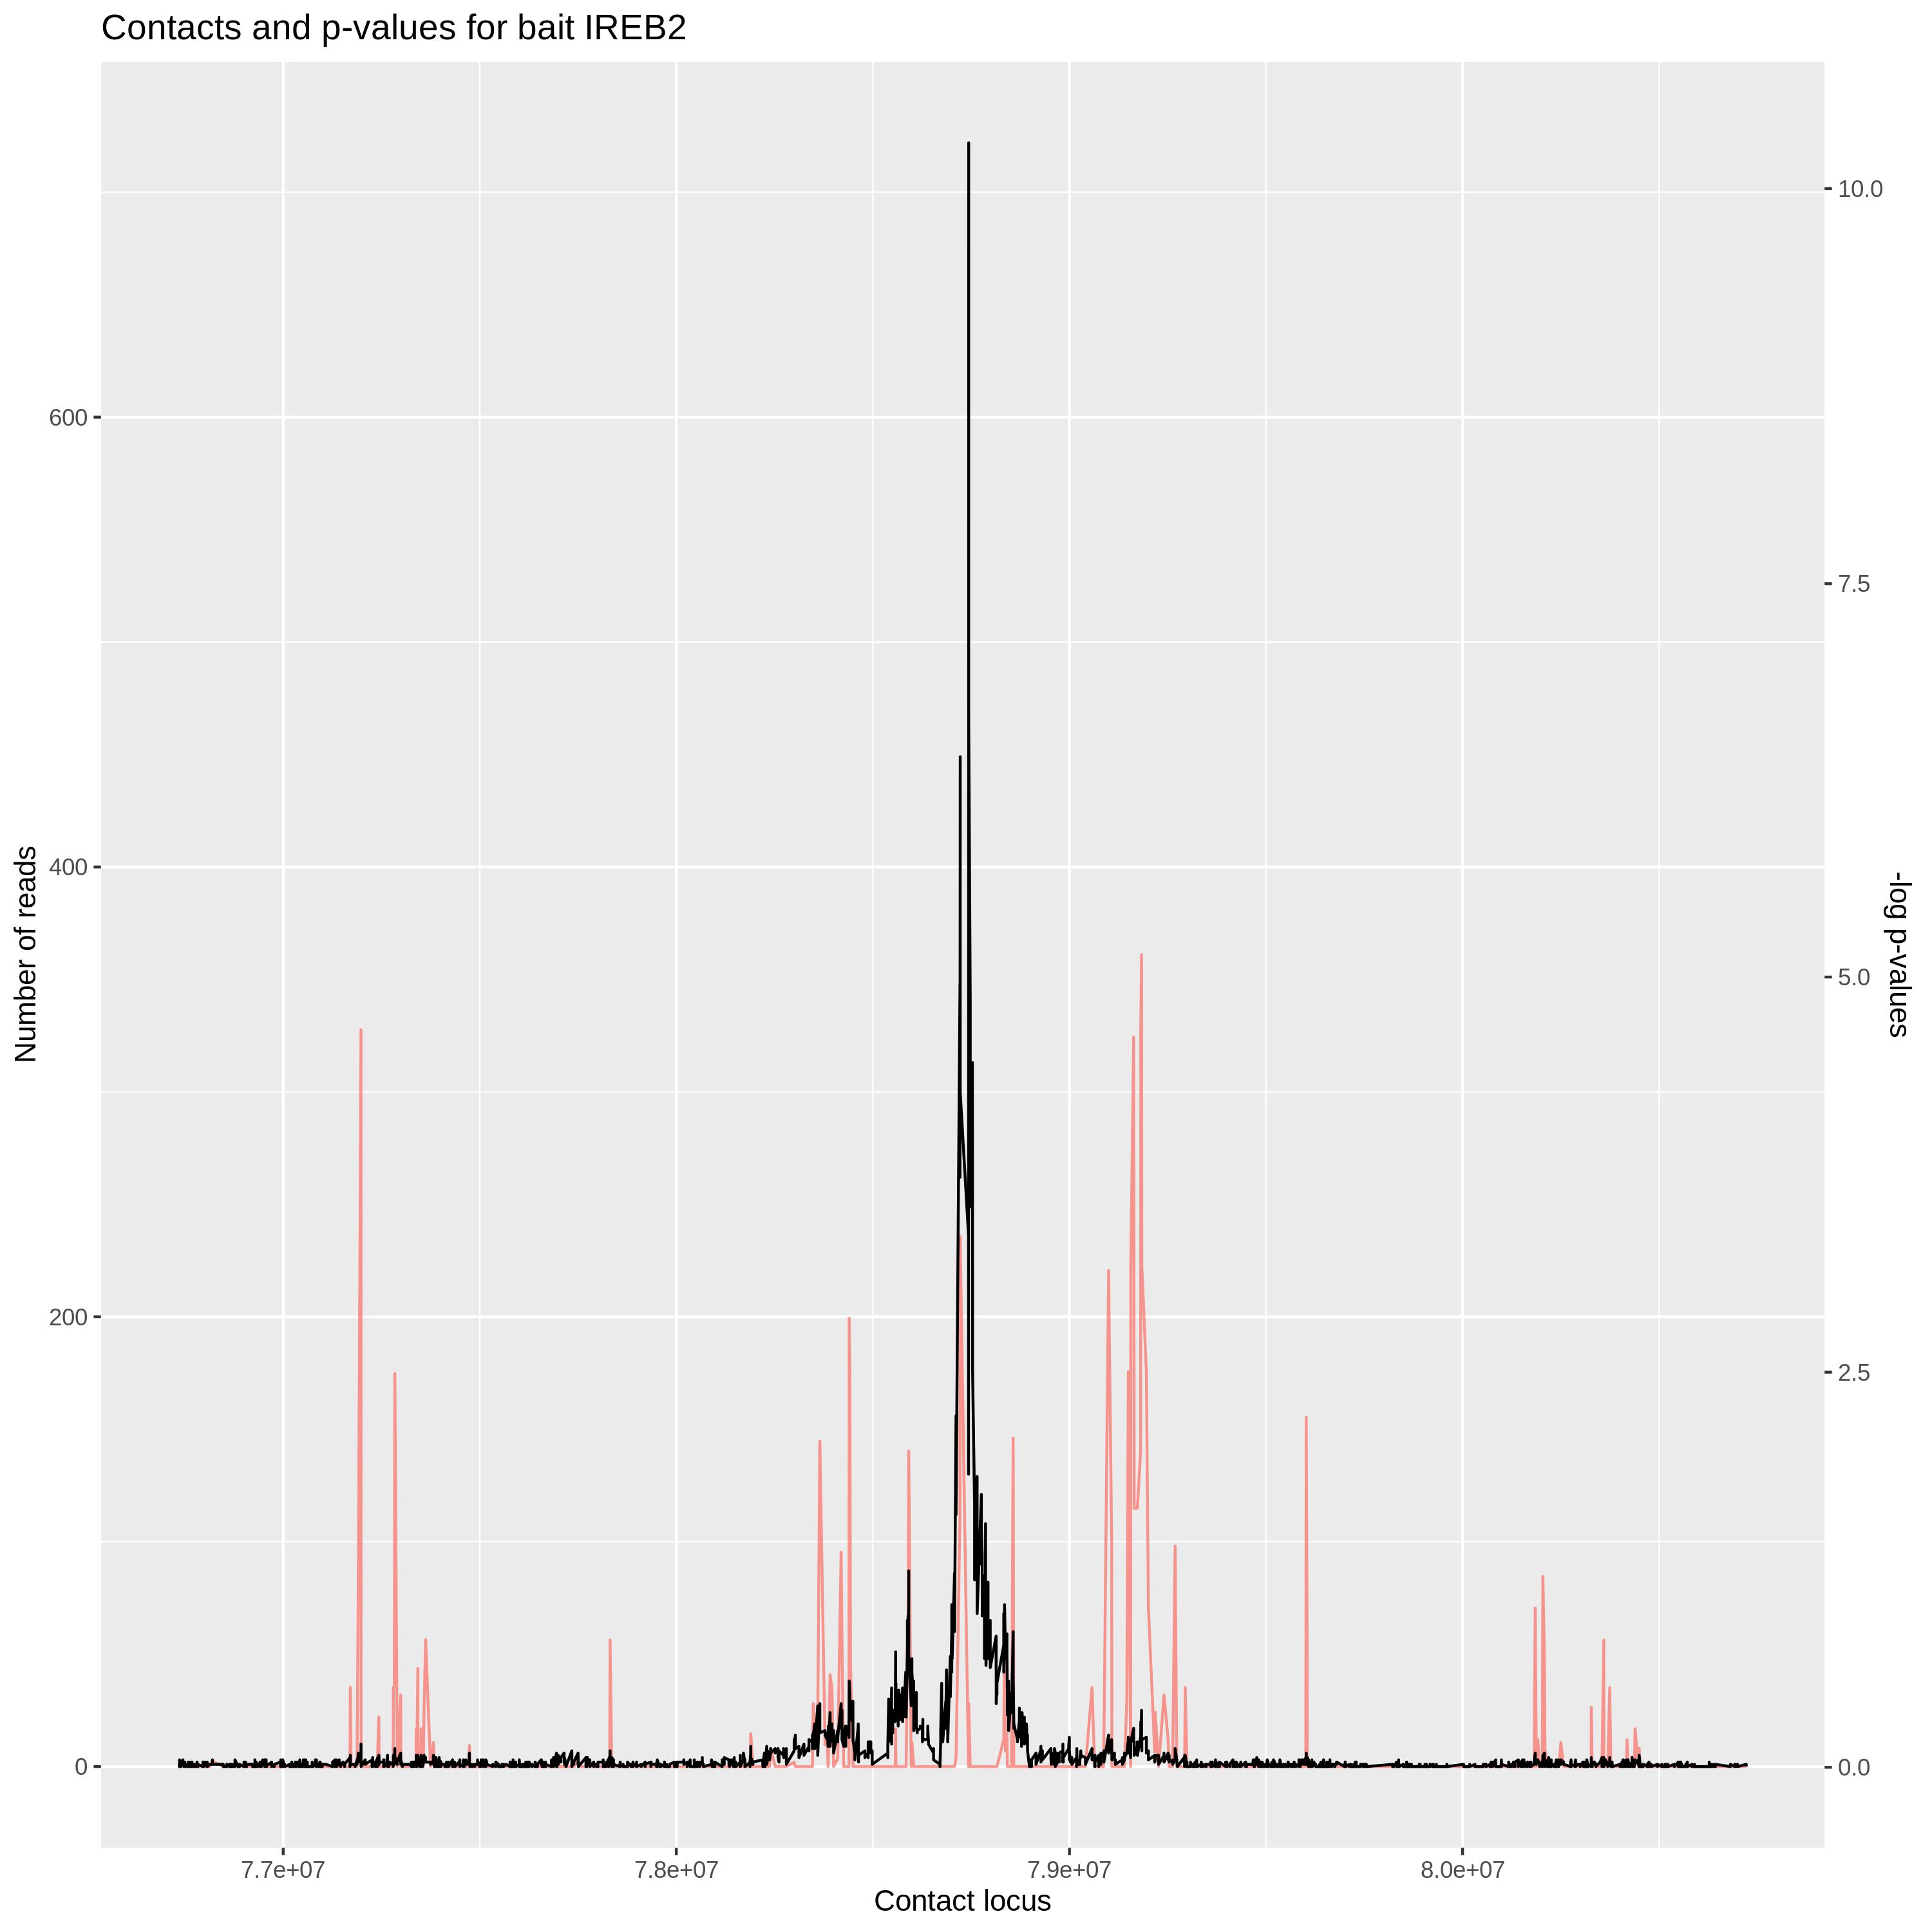 Contacts and p-values for bait IREB2
Number of reads
600
400
200
0
10.0
7.5
5.0
2.5
0.0
-log p-values
7.7e+07
7.8e+07
7.9e+07
8.0e+07
Contact locus